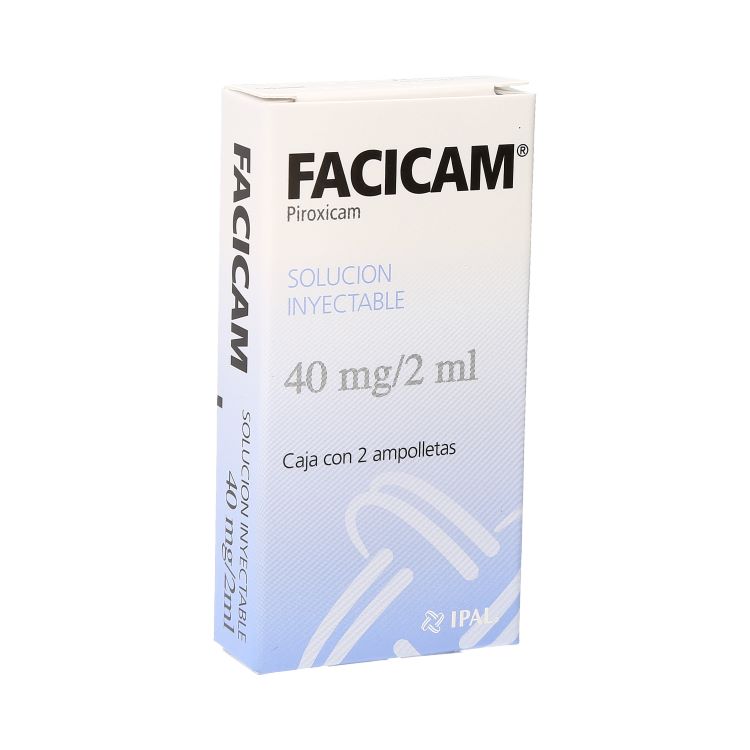 FACICAM®
Piroxicam
SOLUCION
INYECTABLE
40 mg/2 ml
Caja con 2 ampolletas
IPAL
FACICAM
SOLUCION INYECTABLE
40 mg/2ml